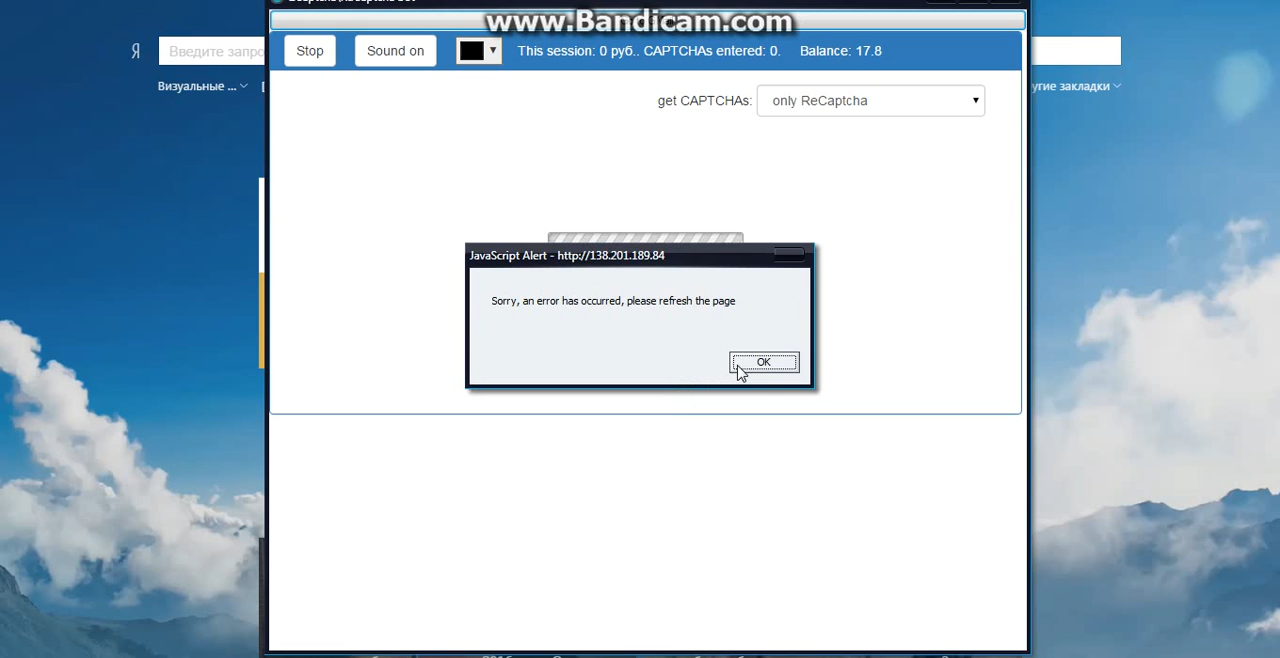 www.Bandicam.com
Stop
Sound on
This session: 0 руб.. CAPTCHAs entered: 0. Balance: 17.8
Я
Введите запро
Визуальные ...
угие закладки
get CAPTCHAs:
only ReCaptcha
JavaScript Alert - http://138.201.189.84
Sorry, an error has occurred, please refresh the page
OK